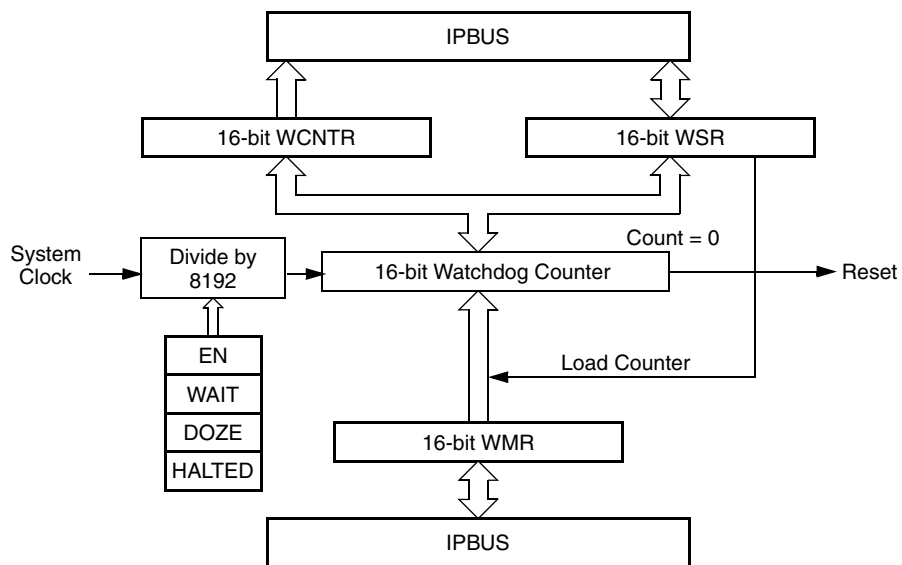 IPBUS
16-bit WCNTR
16-bit WSR
Count = 0
System
Clock
Divide by
8192
16-bit Watchdog Counter
Reset
EN
WAIT
DOZE
HALTED
Load Counter
16-bit WMR
IPBUS